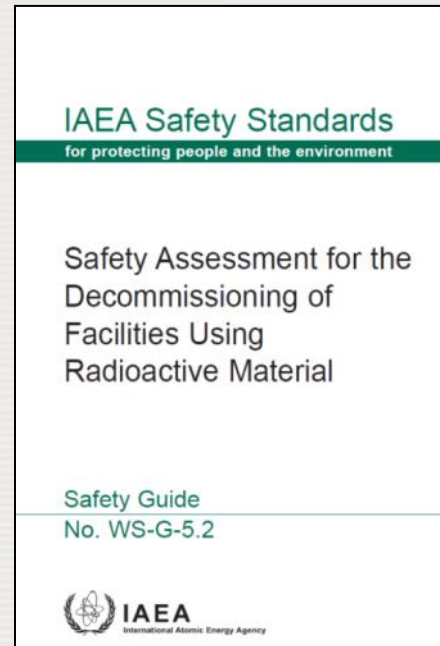 IAEA Safety Standards
for protecting people and the environment
Safety Assessment for the
Decommissioning of
Facilities Using
Radioactive Material
Safety Guide
No. WS-G-5.2
IAEA
International Atomic Energy Agency